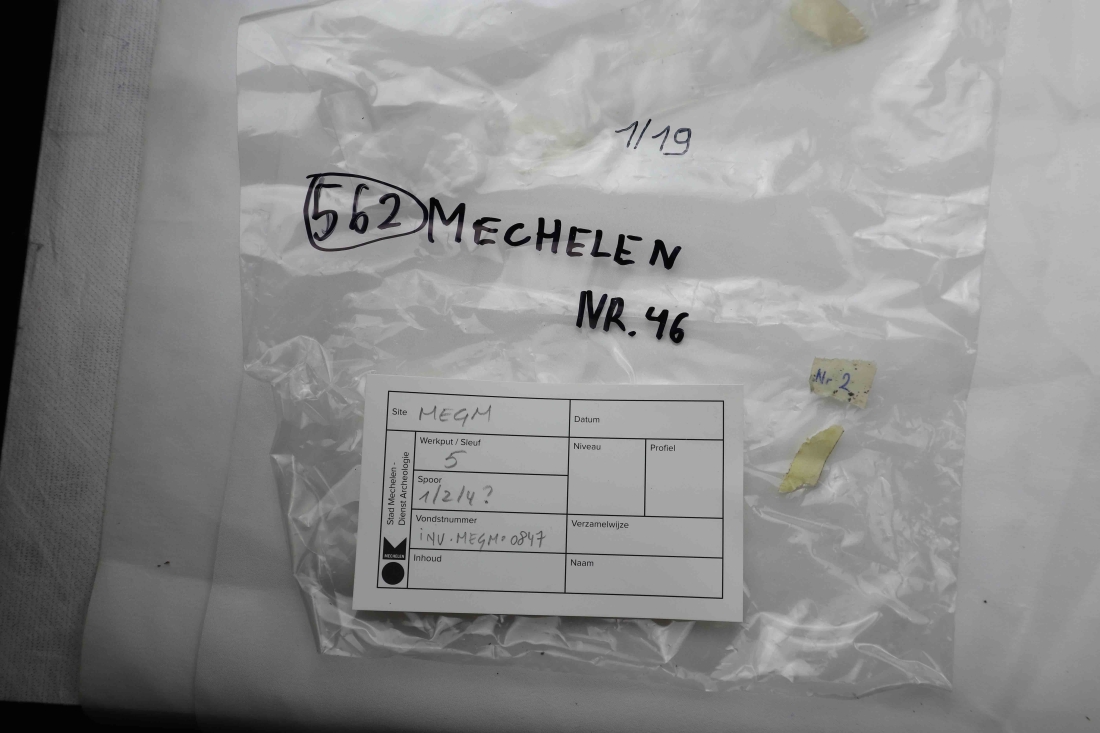 1/19
562 MECHELEN
NR. 46
Nr 2
Site MEGM
Datum
Werkput / Sleuf
5
Niveau
Profiel
Spoor
1/2/4?
Vondstnummer
INV. MEGM: 0847
Verzamelwijze
Inhoud
Naam
Stad Mechelen -
Dienst Archeologie
MECHELEN